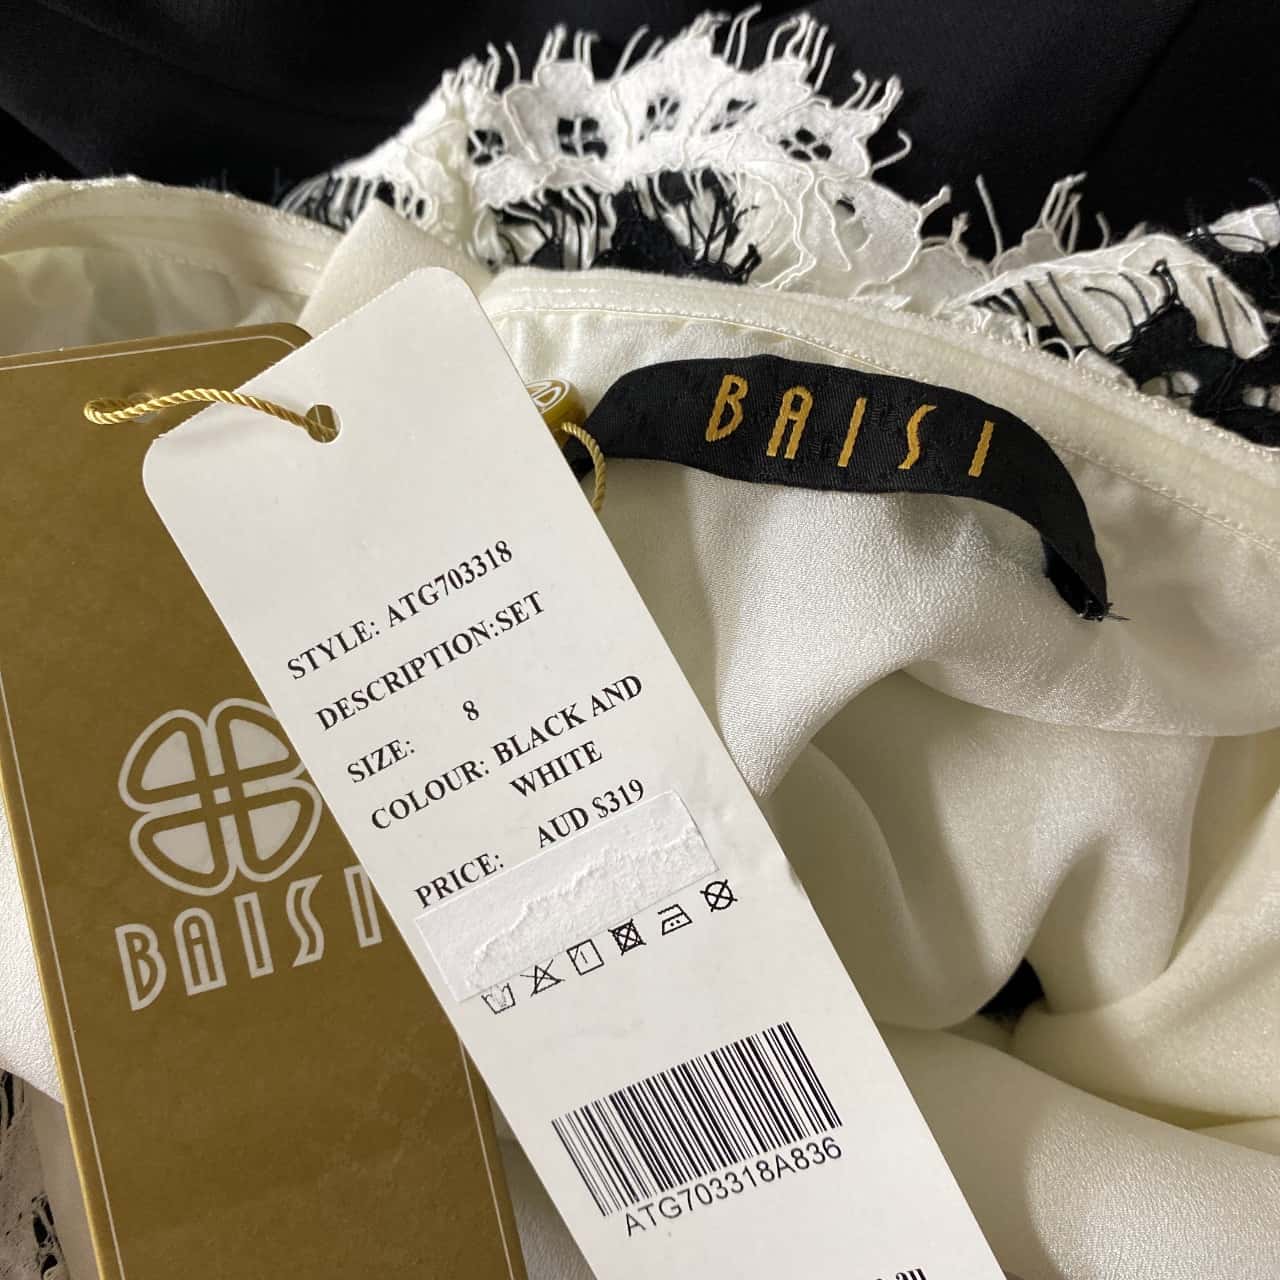 BAISI
BAISI
STYLE: ATG703318
DESCRIPTION:SET
SIZE: 8
COLOUR: BLACK AND
WHITE
PRICE: AUD $319
ATG703318A836